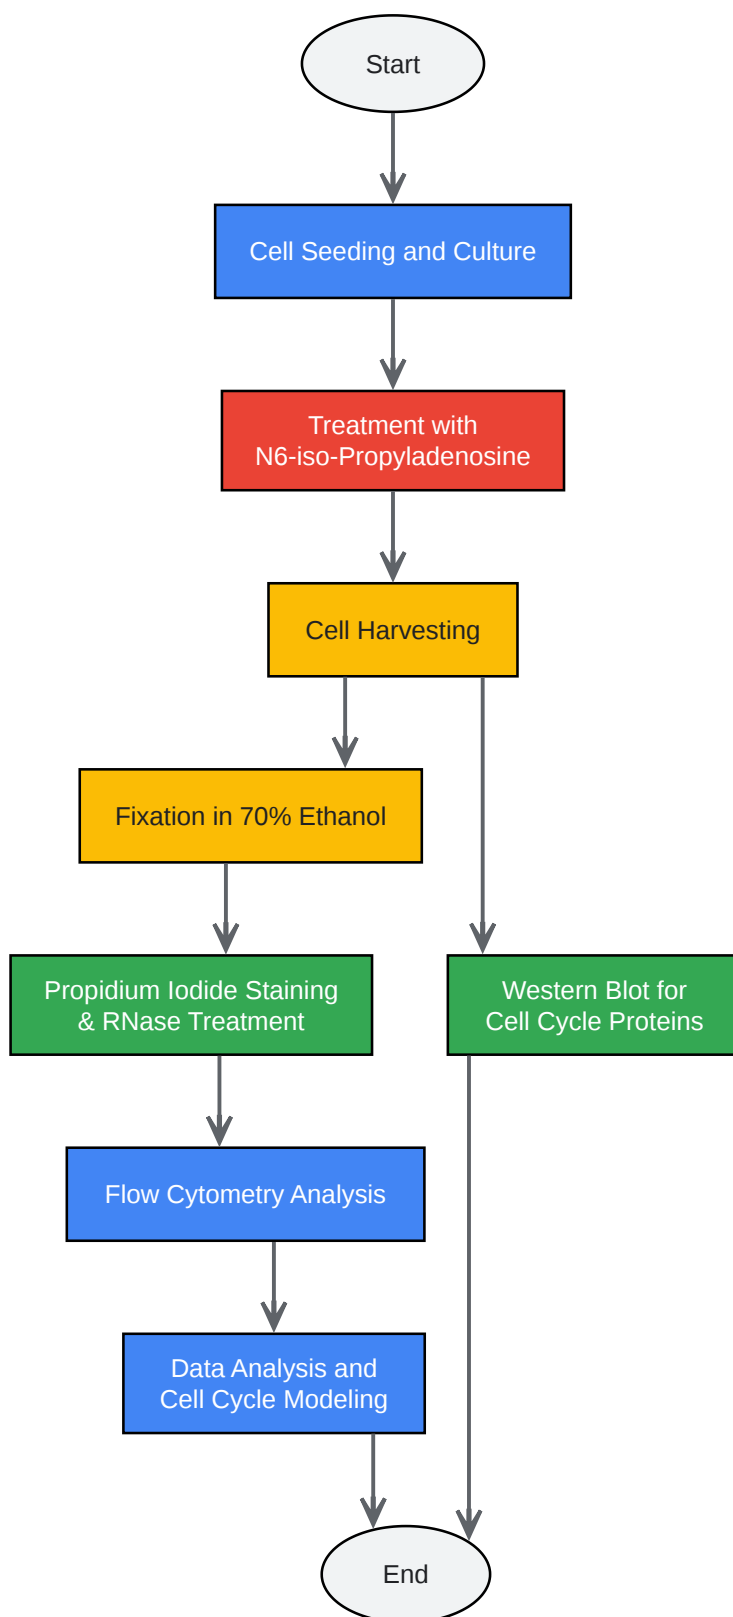 Start
Cell Seeding and Culture
Treatment with
N6-iso-Propyladenosine
Cell Harvesting
Fixation in 70% Ethanol
Propidium Iodide Staining
& RNase Treatment
Western Blot for
Cell Cycle Proteins
Flow Cytometry Analysis
Data Analysis and
Cell Cycle Modeling
End